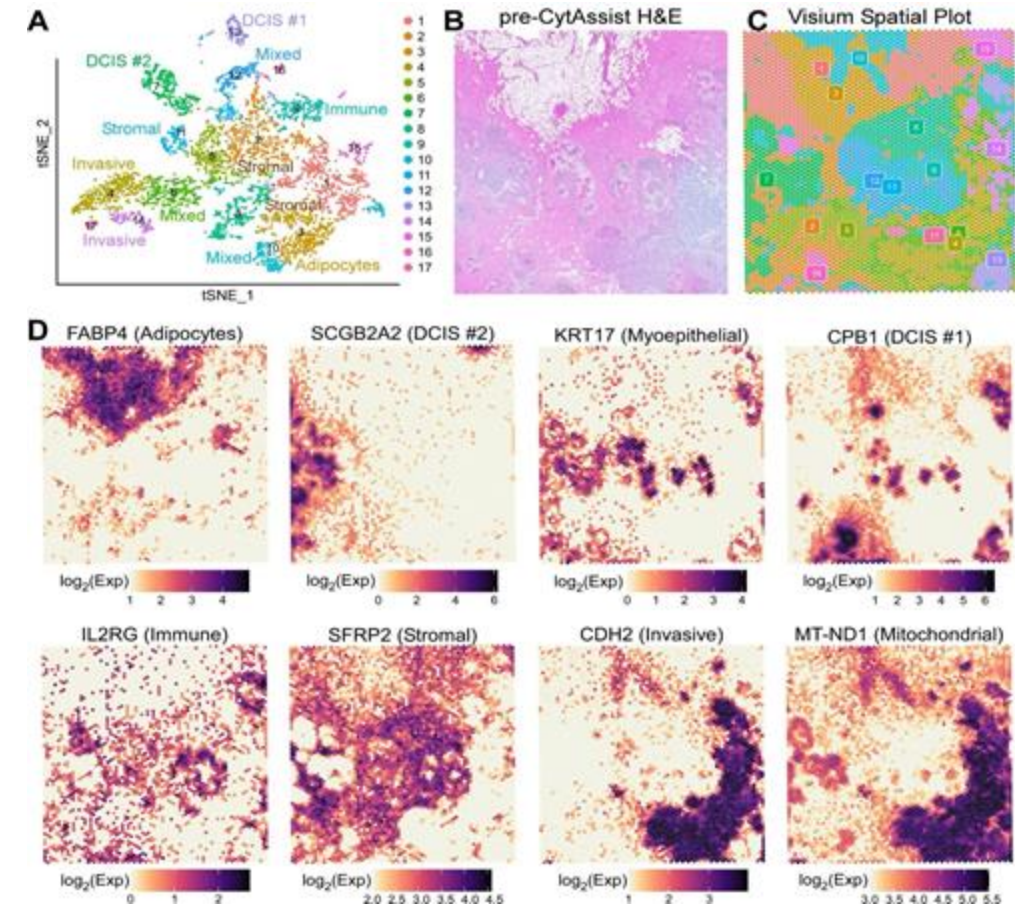 A
DCIS #1
Mixed
16
DCIS #2
12
Immune
Stromal
Invasive
Stromal
Stromal
Mixed
Invasive
Mixed
10
Adipocytes
tSNE_2
tSNE_1
1
2
3
4
5
6
7
8
9
10
11
12
13
14
15
16
17
B
pre-CytAssist H&E
C
Visium Spatial Plot
D
FABP4 (Adipocytes)
SCGB2A2 (DCIS #2)
KRT17 (Myoepithelial)
CPB1 (DCIS #1)
log2(Exp)
1 2 3 4
log2(Exp)
0 2 4 6
log2(Exp)
0 1 2 3 4
log2(Exp)
1 2 3 4 5 6
IL2RG (Immune)
SFRP2 (Stromal)
CDH2 (Invasive)
MT-ND1 (Mitochondrial)
log2(Exp)
0 1 2
log2(Exp)
2.0 2.5 3.0 3.5 4.0 4.5
log2(Exp)
1 2 3
log2(Exp)
3.0 3.5 4.0 4.5 5.0 5.5